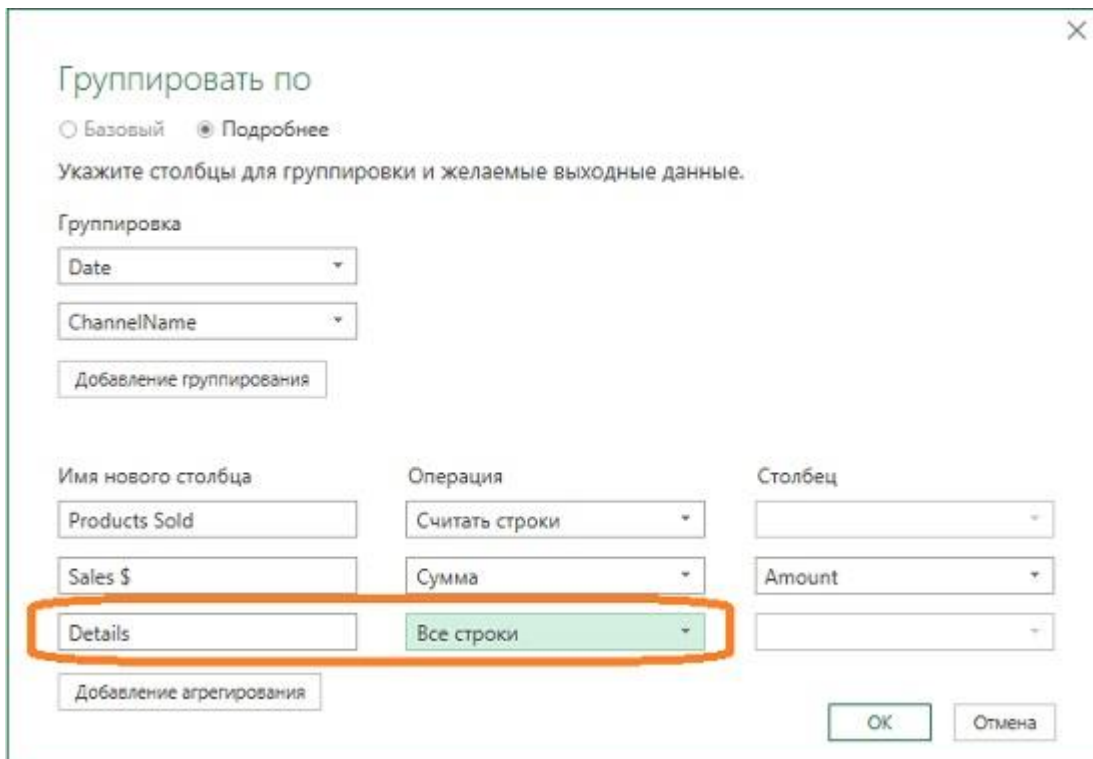 Группировать по
Базовый Подробнее
Укажите столбцы для группировки и желаемые выходные данные.
Группировка
Date
ChannelName
Добавление группирования
Имя нового столбца Операция Столбец
Products Sold Считать строки
Sales $ Сумма Amount
Details Все строки
Добавление агрегирования
ОК Отмена